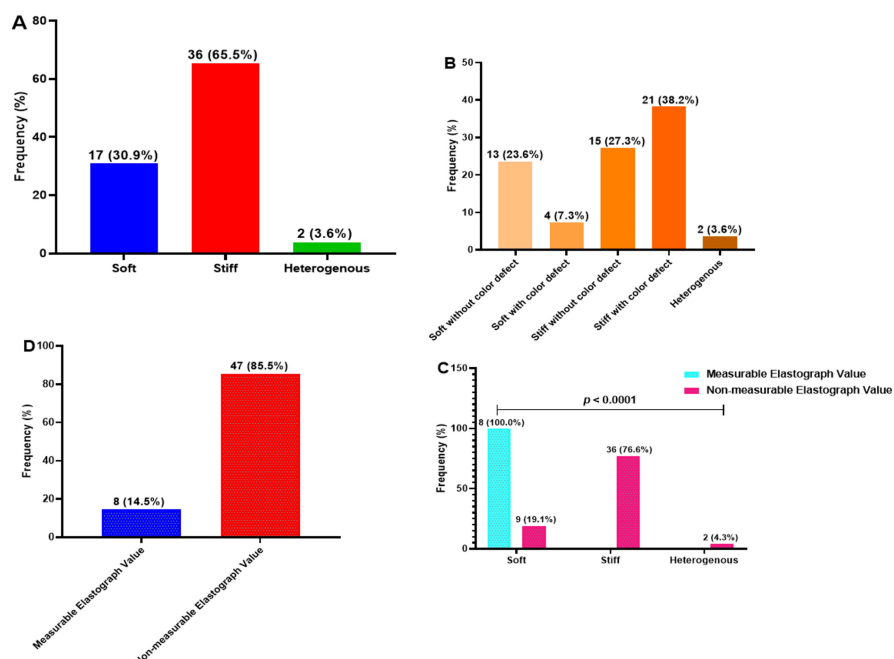 A
80
60
40
20
0
Frequency (%)
17 (30.9%)
36 (65.5%)
2 (3.6%)
Soft
Stiff
Heterogenous
B
50
40
30
20
10
0
Frequency (%)
13 (23.6%)
4 (7.3%)
15 (27.3%)
21 (38.2%)
2 (3.6%)
Soft without color defect
Soft with color defect
Stiff without color defect
Stiff with color defect
Heterogenous
D
100
80
60
40
20
0
Frequency (%)
8 (14.5%)
47 (85.5%)
Measurable Elastograph Value
Non-measurable Elastograph Value
C
150
100
50
0
Frequency (%)
Measurable Elastograph Value
Non-measurable Elastograph Value
p < 0.0001
8 (100.0%)
9 (19.1%)
36 (76.6%)
2 (4.3%)
Soft
Stiff
Heterogenous